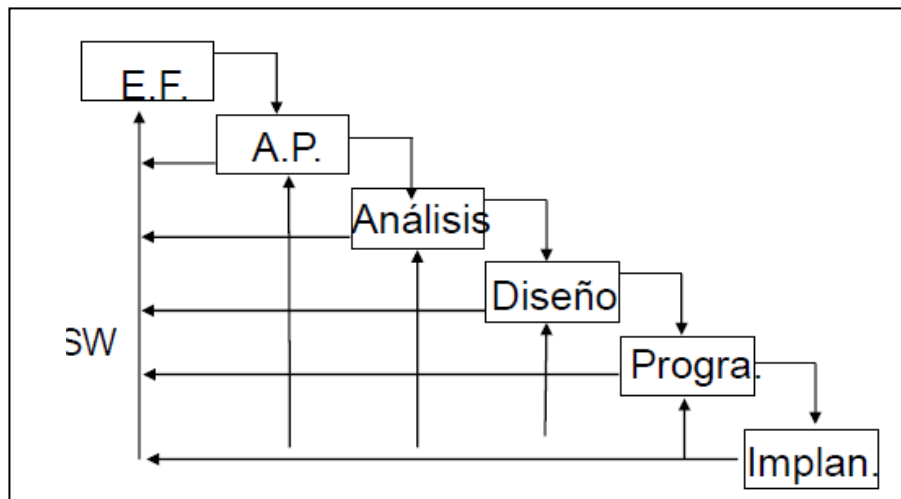 E.F.
A.P.
Análisis
Diseño
SW
Progra.
Implan.